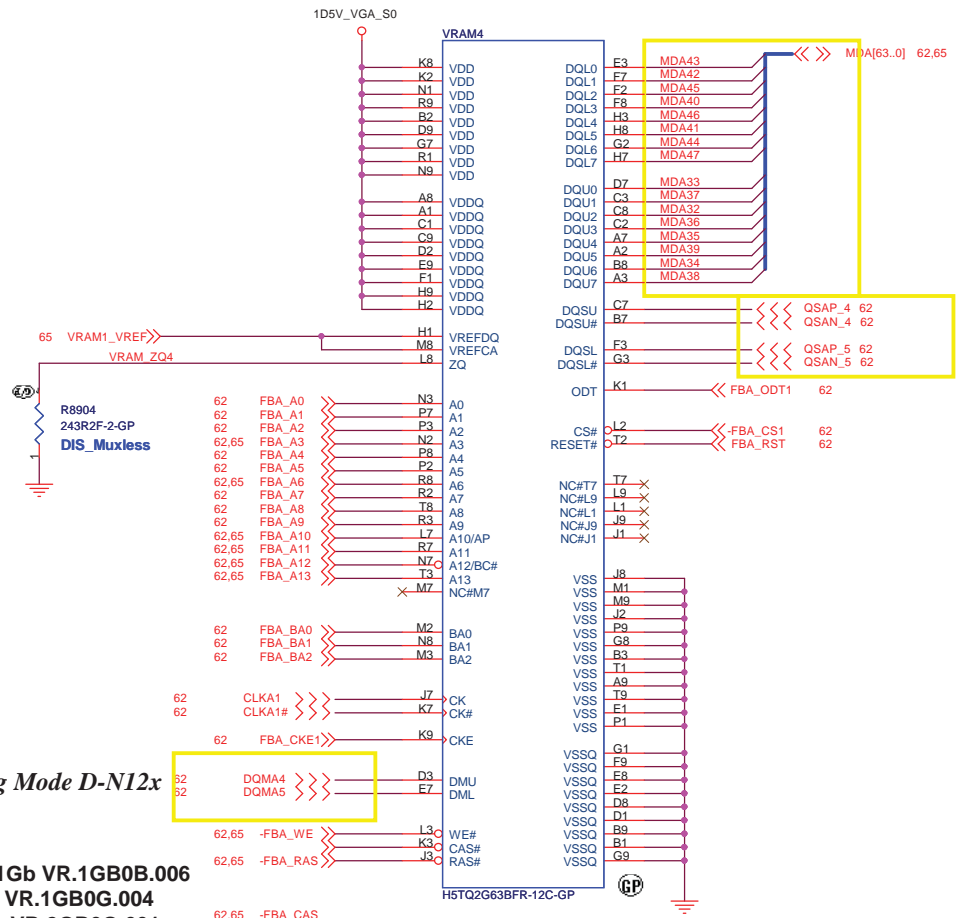 1D5V_VGA_S0
VRAM4
K8 VDD
K2 VDD
N1 VDD
R9 VDD
B2 VDD
D9 VDD
G7 VDD
R1 VDD
N9 VDD
A8 VDDQ
A1 VDDQ
C1 VDDQ
C9 VDDQ
D2 VDDQ
E9 VDDQ
F1 VDDQ
H9 VDDQ
H2 VDDQ
65 VRAM1_VREF H1 VREFDQ
M8 VREFCA
VRAM_ZQ4 L8 ZQ
R8904
243R2F-2-GP
DIS_Muxless
1
62 FBA_A0 N3 A0
62 FBA_A1 P7 A1
62 FBA_A2 P3 A2
62,65 FBA_A3 N2 A3
62 FBA_A4 P8 A4
62 FBA_A5 P2 A5
62,65 FBA_A6 R8 A6
62 FBA_A7 R2 A7
62 FBA_A8 T8 A8
62 FBA_A9 R3 A9
62,65 FBA_A10 L7 A10/AP
62,65 FBA_A11 R7 A11
62,65 FBA_A12 N7 A12/BC#
62,65 FBA_A13 T3 A13
M7 NC#M7
62 FBA_BA0 M2 BA0
62 FBA_BA1 N8 BA1
62 FBA_BA2 M3 BA2
62 CLKA1 J7 CK
62 CLKA1# K7 CK#
62 FBA_CKE1 K9 CKE
g Mode D-N12x
62 DQMA4 D3 DMU
62 DQMA5 E7 DML
62,65 -FBA_WE L3 WE#
K3 CAS#
62,65 -FBA_RAS J3 RAS#
1Gb VR.1GB0B.006
VR.1GB0G.004
62,65 -FBA_CAS
DQL0 E3 MDA43
DQL1 F7 MDA42
DQL2 F2 MDA45
DQL3 F8 MDA40
DQL4 H3 MDA46
DQL5 H8 MDA41
DQL6 G2 MDA44
DQL7 H7 MDA47
MDA[63..0] 62,65
DQU0 D7 MDA33
DQU1 C3 MDA37
DQU2 C8 MDA32
DQU3 C2 MDA36
DQU4 A7 MDA35
DQU5 A2 MDA39
DQU6 B8 MDA34
DQU7 A3 MDA38
DQSU C7 QSAP_4 62
DQSU# B7 QSAN_4 62
DQSL F3 QSAP_5 62
DQSL# G3 QSAN_5 62
ODT K1 FBA_ODT1 62
CS# L2 -FBA_CS1 62
RESET# T2 FBA_RST 62
NC#T7 T7
NC#L9 L9
NC#L1 L1
NC#J9 J9
NC#J1 J1
VSS J8
VSS M1
VSS M9
VSS J2
VSS P9
VSS G8
VSS B3
VSS T1
VSS A9
VSS T9
VSS E1
VSS P1
VSSQ G1
VSSQ F9
VSSQ E8
VSSQ E2
VSSQ D8
VSSQ D1
VSSQ B9
VSSQ B1
VSSQ G9
H5TQ2G63BFR-12C-GP
GP